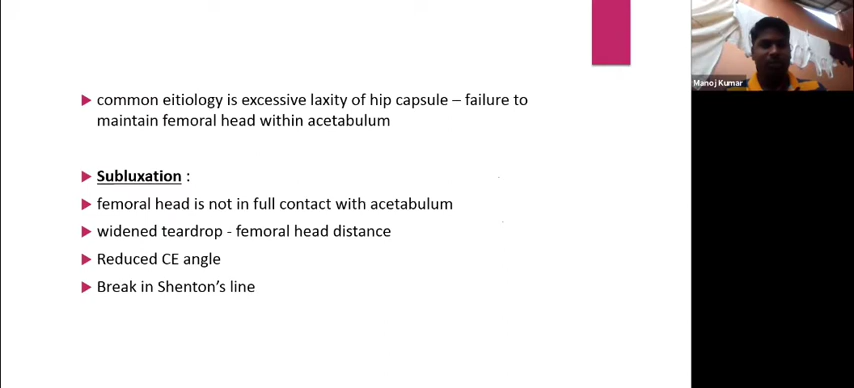 common eitiology is excessive laxity of hip capsule – failure to
maintain femoral head within acetabulum
Subluxation :
femoral head is not in full contact with acetabulum
widened teardrop - femoral head distance
Reduced CE angle
Break in Shenton's line
Manoj Kumar